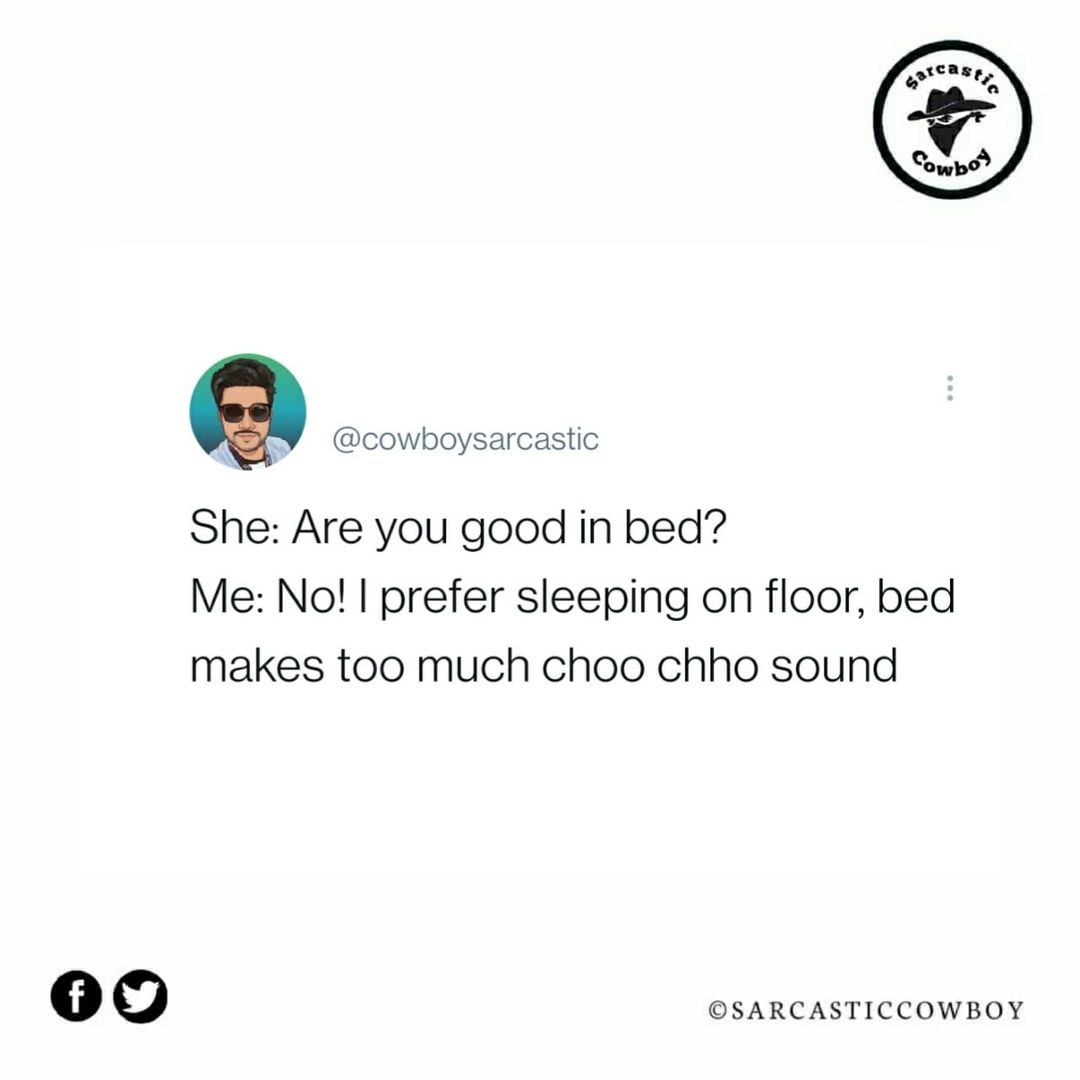 Sarcastic
Cowboy
@cowboysarcastic
She: Are you good in bed?
Me: No! I prefer sleeping on floor, bed
makes too much choo chho sound
©SARCASTICCOWBOY